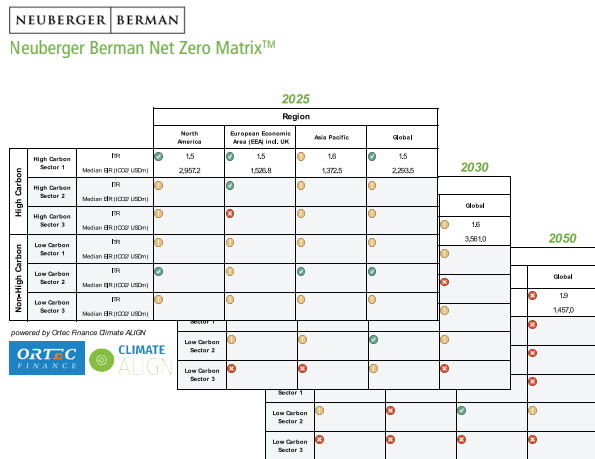 NEUBERGER BERMAN
Neuberger Berman Net Zero Matrix™
2025
Region
North America
European Economic Area (EEA) incl. UK
Asia Pacific
Global
High Carbon
High Carbon Sector 1
ITR 1.5 1.5 1.6 1.5
Median EIR (tCO2/ USDm) 2,957.2 1,526.8 1,372.5 2,293.5
High Carbon Sector 2
ITR
Median EIR (tCO2/ USDm)
High Carbon Sector 3
ITR
Median EIR (tCO2/ USDm)
Non-High Carbon
Low Carbon Sector 1
ITR
Median EIR (tCO2/ USDm)
Low Carbon Sector 2
ITR
Median EIR (tCO2/ USDm)
Low Carbon Sector 3
ITR
Median EIR (tCO2/ USDm)
2030
Global
1.6
3,561,0
Sector 1
Low Carbon Sector 2
Low Carbon Sector 3
2050
Global
1.9
1,457,0
Sector 1
Low Carbon Sector 2
Low Carbon Sector 3
powered by Ortec Finance Climate ALIGN
ORTEC
FINANCE
CLIMATE
ALIGN